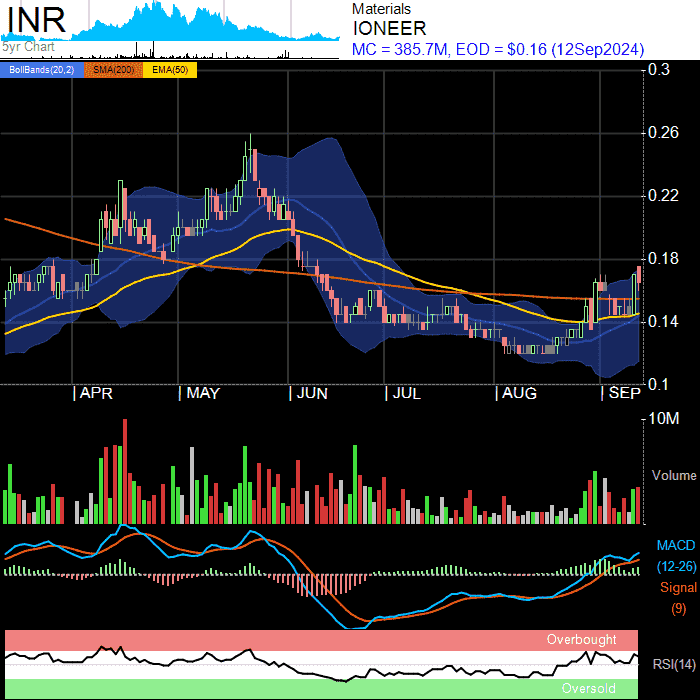 INR
5yr Chart
Materials
IONEER
MC = 385.7M, EOD = $0.16 (12Sep2024)
BollBands(20,2) SMA(200) EMA(50)
0.3
0.26
0.22
0.18
0.14
0.1
APR MAY JUN JUL AUG SEP
10M
Volume
MACD
(12-26)
Signal
(9)
Overbought
RSI(14)
Oversold